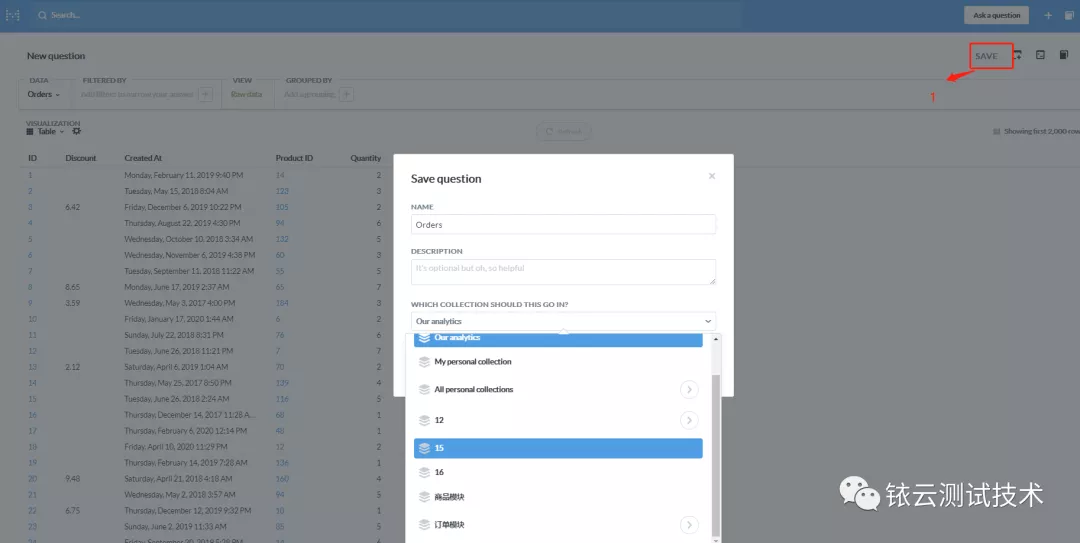 Search...
Ask a question
New question
SAVE
1
DATA FILTERED BY VIEW GROUPED BY
Orders Add filters to narrow your answer Raw data Add a grouping
VISUALIZATION
Table Refresh Showing first 2,000 row
ID Discount Created At Product ID Quantity
1 Monday, February 11, 2019 9:40 PM 14 2
2 Tuesday, May 15, 2018 8:04 AM 123 3
3 6.42 Friday, December 6, 2019 10:22 PM 105 2
4 Thursday, August 22, 2019 4:30 PM 94 6
5 Wednesday, October 10, 2018 3:34 AM 132 5
6 Wednesday, November 6, 2019 4:38 PM 60 3
7 Tuesday, September 11, 2018 11:22 AM 55 5
8 8.65 Monday, June 17, 2019 2:37 AM 65 7
9 3.59 Wednesday, May 3, 2017 4:00 PM 184 3
10 Friday, January 17, 2020 1:44 AM 6 2
11 Sunday, July 22, 2018 8:31 PM 76 6
12 Tuesday, June 26, 2018 11:21 PM 7 7
13 2.12 Saturday, April 6, 2019 1:04 AM 70 2
14 Thursday, May 25, 2017 8:50 PM 139 4
15 Tuesday, June 26, 2018 2:24 AM 116 5
16 Thursday, December 14, 2017 11:28 A... 68 1
17 Thursday, February 6, 2020 12:14 PM 48 1
18 Friday, April 10, 2020 11:29 PM 12 2
19 Thursday, February 14, 2019 7:28 AM 136 1
20 9.48 Saturday, April 21, 2018 4:18 AM 160 4
21 Wednesday, May 2, 2018 3:57 AM 94 5
22 6.75 Thursday, December 12, 2019 9:32 PM 10 1
23 Sunday, June 2, 2019 11:33 AM 85 5
Save question
NAME
Orders
DESCRIPTION
It's optional but oh, so helpful
WHICH COLLECTION SHOULD THIS GO IN?
Our analytics
Our analytics
My personal collection
All personal collections
12
15
16
商品模块
订单模块
铱云测试技术